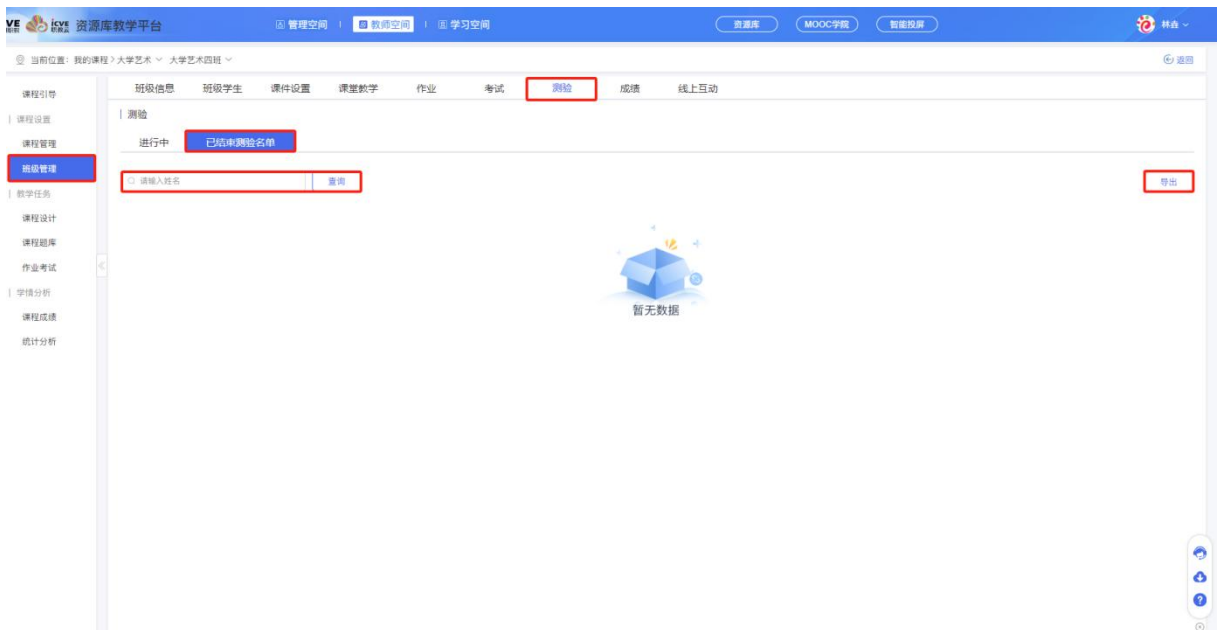 icve 资源库教学平台 管理空间 教师空间 学习空间 资源库 MOOC学院 智能投屏 林垚
当前位置：我的课程 > 大学艺术 大学艺术四班 返回
课程引导 班级信息 班级学生 课件设置 课堂教学 作业 考试 测验 成绩 线上互动
课程设置 测验
课程管理 进行中 已结束测验名单
班级管理 请输入姓名 查询 导出
教学任务
课程设计
课程题库
作业考试
学情分析
课程成绩 暂无数据
统计分析